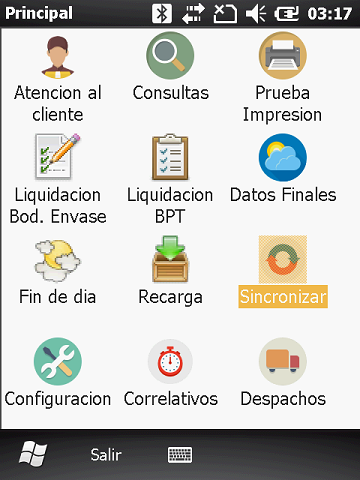 Principal 03:17
Atencion al cliente
Consultas
Prueba Impresion
Liquidacion Bod. Envase
Liquidacion BPT
Datos Finales
Fin de dia
Recarga
Sincronizar
Configuracion
Correlativos
Despachos
Salir